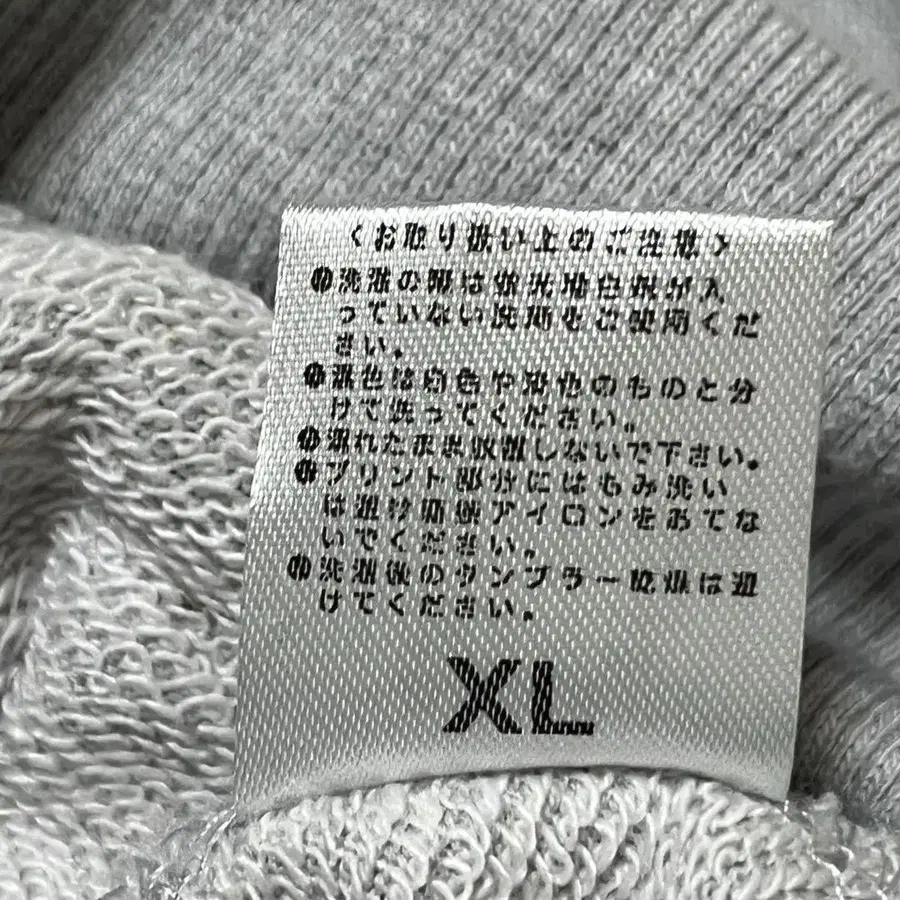 〈お取り扱い上のご注意〉
●洗濯の際は蛍光増白剤が入
っていない洗剤をご使用くだ
さい。
●濃色は白色や淡色のものと分
けて洗ってください。
●濡れたまま放置しないで下さい。
●プリント部分にはもみ洗い
は避け直接アイロンをあてな
いでください。
●洗濯後のタンブラー乾燥は避
けてください。
XL